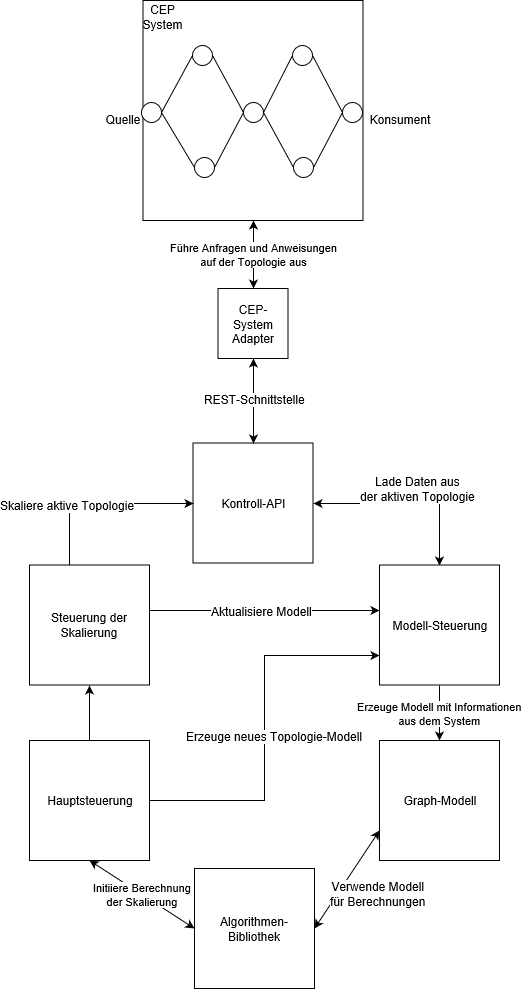 CEP
System
Quelle
Konsument
Führe Anfragen und Anweisungen
auf der Topologie aus
CEP-
System
Adapter
REST-Schnittstelle
Kontroll-API
Lade Daten aus
der aktiven Topologie
Skaliere aktive Topologie
Steuerung der
Skalierung
Aktualisiere Modell
Modell-Steuerung
Erzeuge Modell mit Informationen
aus dem System
Erzeuge neues Topologie-Modell
Hauptsteuerung
Graph-Modell
Initiiere Berechnung
der Skalierung
Verwende Modell
für Berechnungen
Algorithmen-
Bibliothek